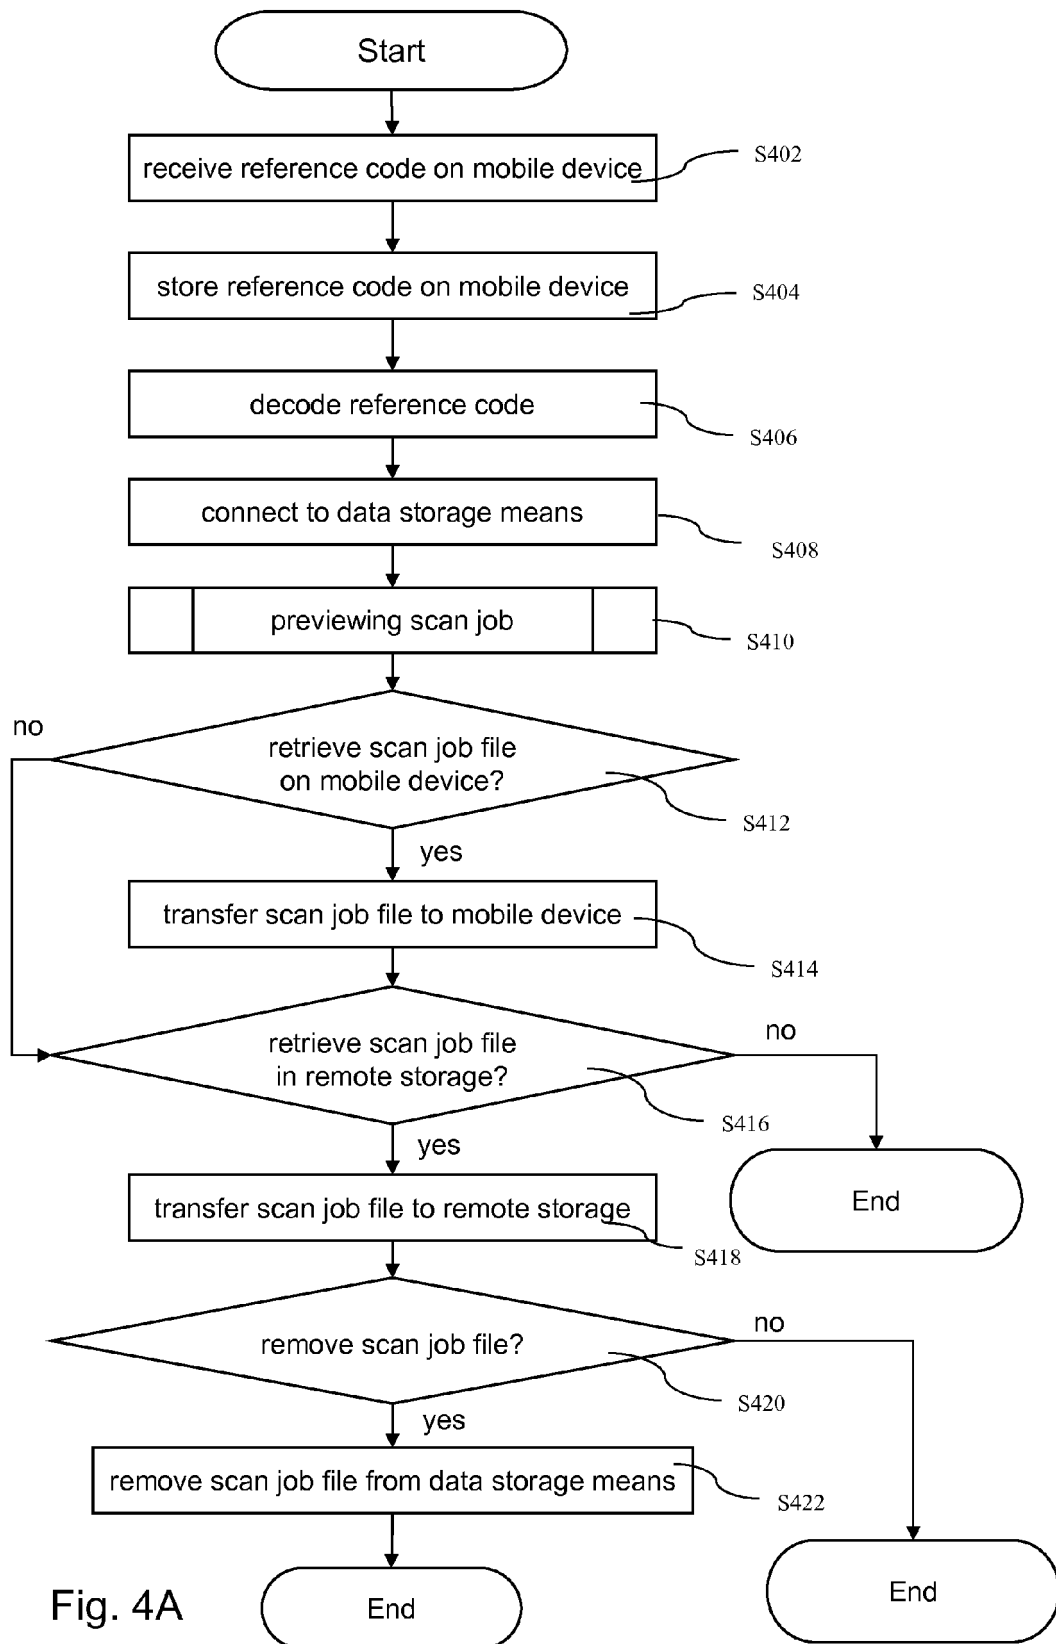 Start
receive reference code on mobile device
S402
store reference code on mobile device
S404
decode reference code
S406
connect to data storage means
S408
previewing scan job
S410
no
retrieve scan job file
on mobile device?
S412
yes
transfer scan job file to mobile device
S414
retrieve scan job file
in remote storage?
no
S416
yes
End
transfer scan job file to remote storage
S418
remove scan job file?
no
S420
yes
remove scan job file from data storage means
S422
End
End
Fig. 4A